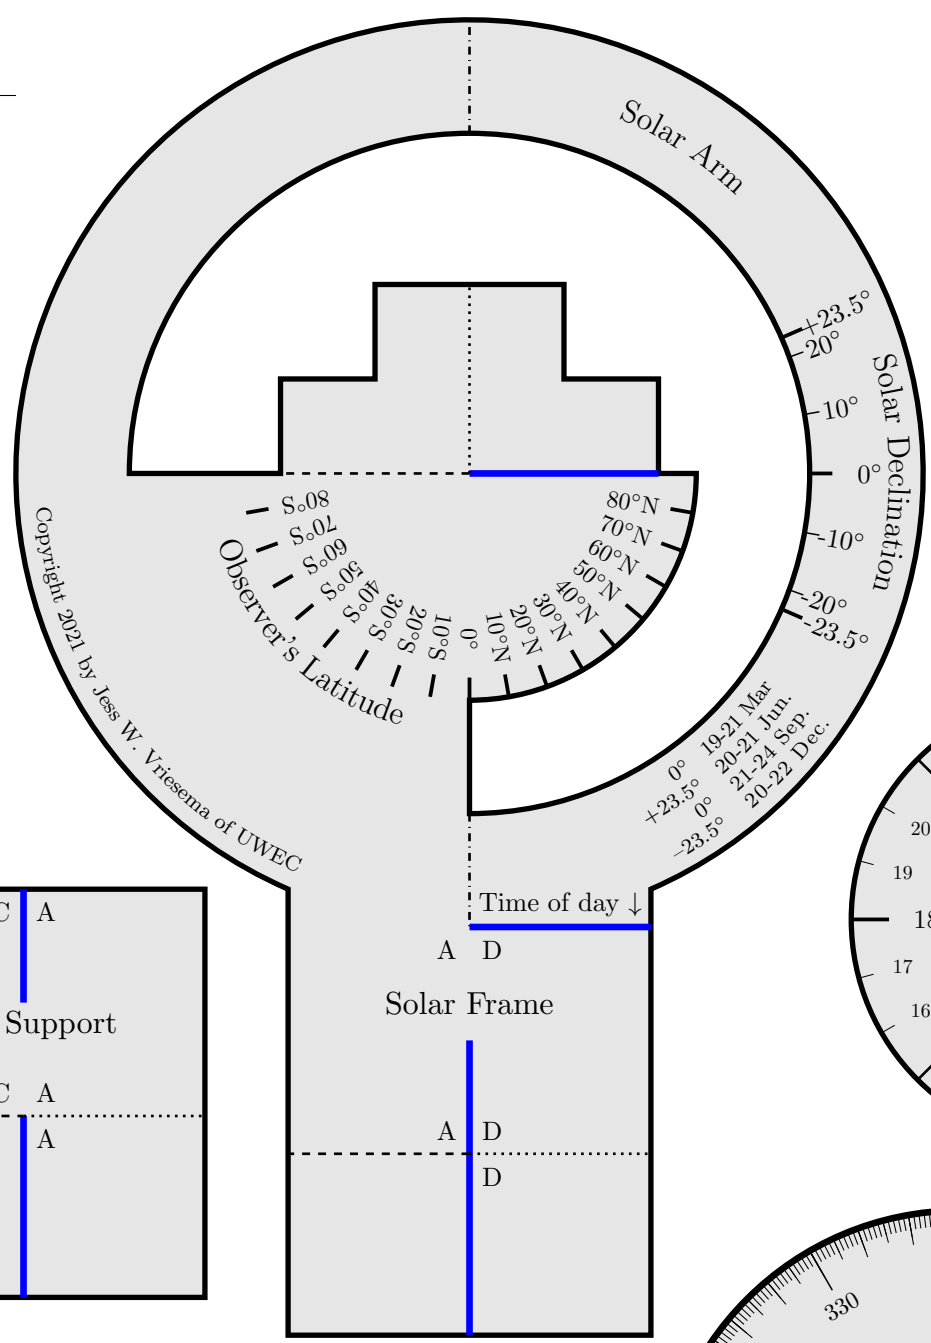 Solar Arm
+23.5°
20°
10°
0°
-10°
-20°
-23.5°
Solar Declination
80°S
70°S
60°S
50°S
40°S
30°S
20°S
10°S
0°
10°N
20°N
30°N
40°N
50°N
60°N
70°N
80°N
Observer's Latitude
Copyright 2021 by Jess W. Vriesema of UWEC
0° 19-21 Mar
+23.5° 20-21 Jun.
0° 21-24 Sep.
−23.5° 20-22 Dec.
Time of day ↓
A D
Solar Frame
A D
D
C A
Support
C A
A
20
19
18
17
16
330